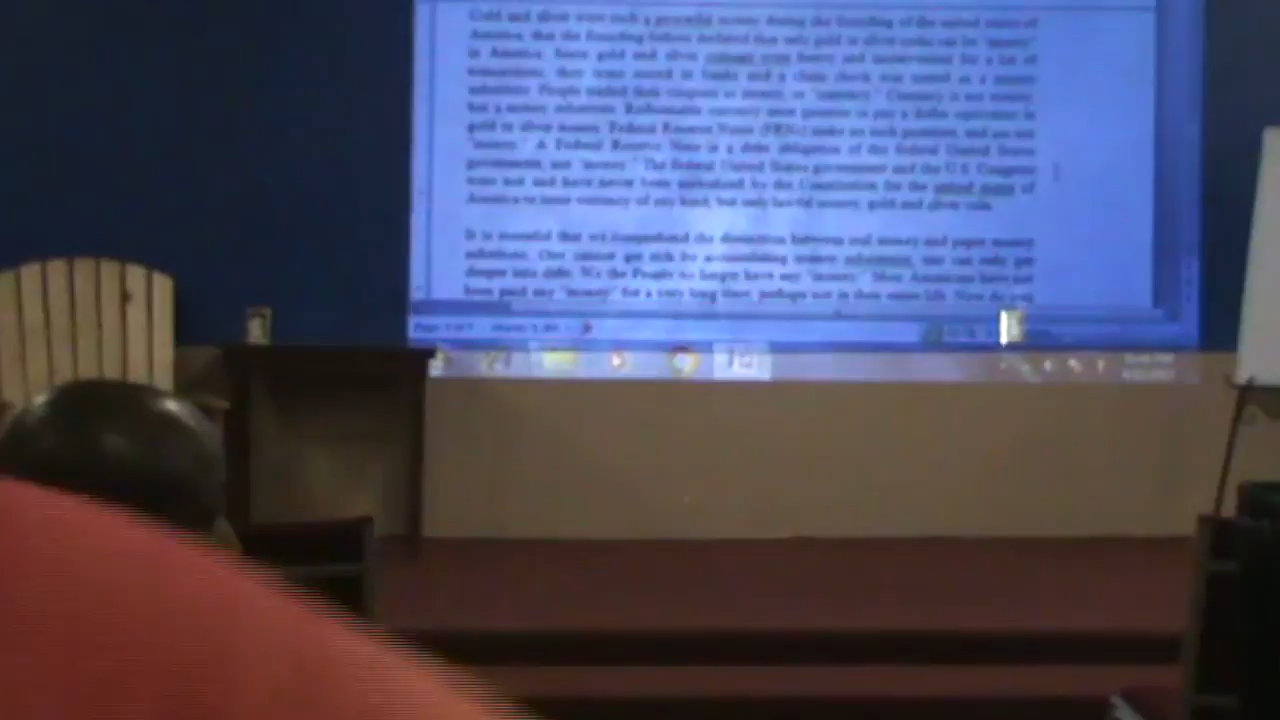 Gold and silver were such a powerful money during the founding of the united states of
America, that the founding fathers declared that only gold or silver coins can be "money"
in America. Since gold and silver coinage were heavy and inconvenient for a lot of
transactions, they were stored in banks and a claim check was issued as a money
substitute. People traded their coupons as money, or "currency." Currency is not money,
but a money substitute. Redeemable currency must promise to pay a dollar equivalent in
gold or silver money. Federal Reserve Notes (FRNs) make no such promises, and are not
"money." A Federal Reserve Note is a debt obligation of the federal United States
government, not "money." The federal United States government and the U.S. Congress
were not and have never been authorized by the Constitution for the united states of
America to issue currency of any kind, but only lawful money, gold and silver coin.
It is essential that we comprehend the distinction between real money and paper money
substitute. One cannot get rich by accumulating money substitutes, one can only get
deeper into debt. We the People no longer have any "money." Most Americans have not
been paid any "money" for a very long time, perhaps not in their entire life. Now do you